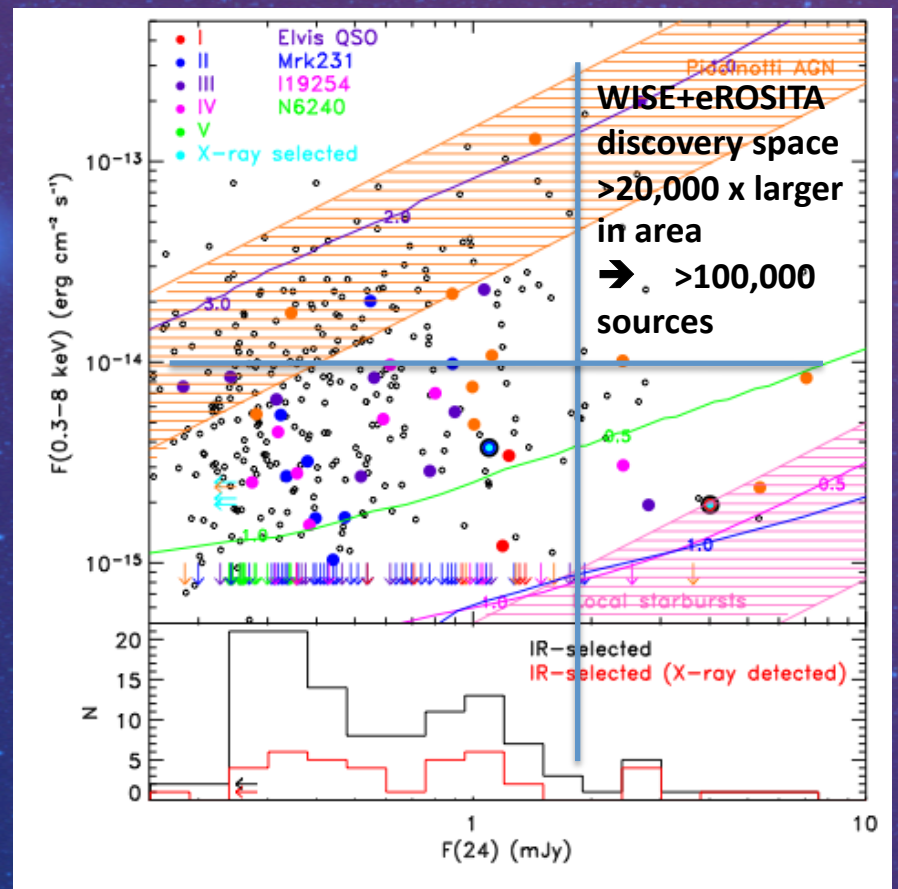 I Elvis QSO
II Mrk231
III I19254
IV N6240
V
X-ray selected
Piccinotti AGN
1.0
WISE+eROSITA
discovery space
>20,000 x larger
in area
➔ >100,000
sources
2.0
3.0
0.5
1.0
0.5
1.0
1.0
Local starbursts
10⁻¹³
10⁻¹⁴
10⁻¹⁵
F(0.3−8 keV) (erg cm⁻² s⁻¹)
IR−selected
IR−selected (X−ray detected)
20
15
10
5
0
N
1
10
F(24) (mJy)